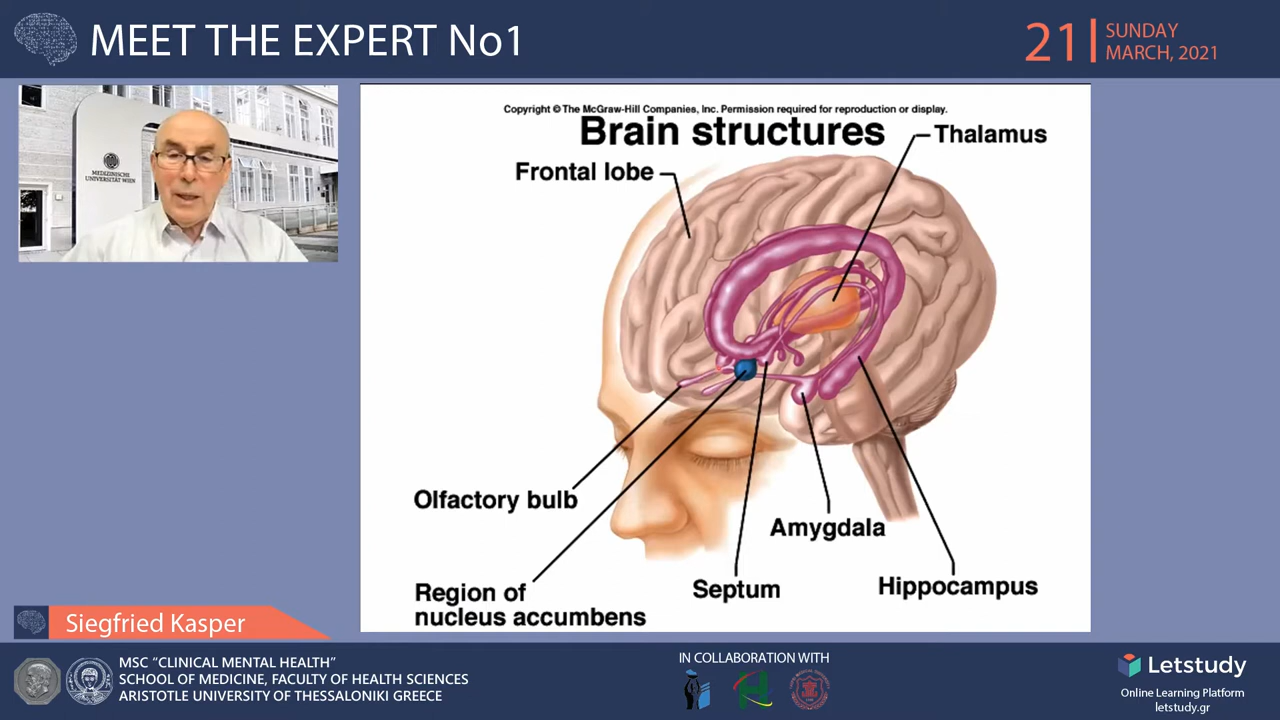 MEET THE EXPERT No1
21
SUNDAY
MARCH, 2021
MEDIZINISCHE
UNIVERSITÄT WIEN
Copyright © The McGraw-Hill Companies, Inc. Permission required for reproduction or display.
Brain structures
Thalamus
Frontal lobe
Olfactory bulb
Amygdala
Septum
Hippocampus
Region of
nucleus accumbens
Siegfried Kasper
MSC “CLINICAL MENTAL HEALTH”
SCHOOL OF MEDICINE, FACULTY OF HEALTH SCIENCES
ARISTOTLE UNIVERSITY OF THESSALONIKI GREECE
IN COLLABORATION WITH
Letstudy
Online Learning Platform
letstudy.gr